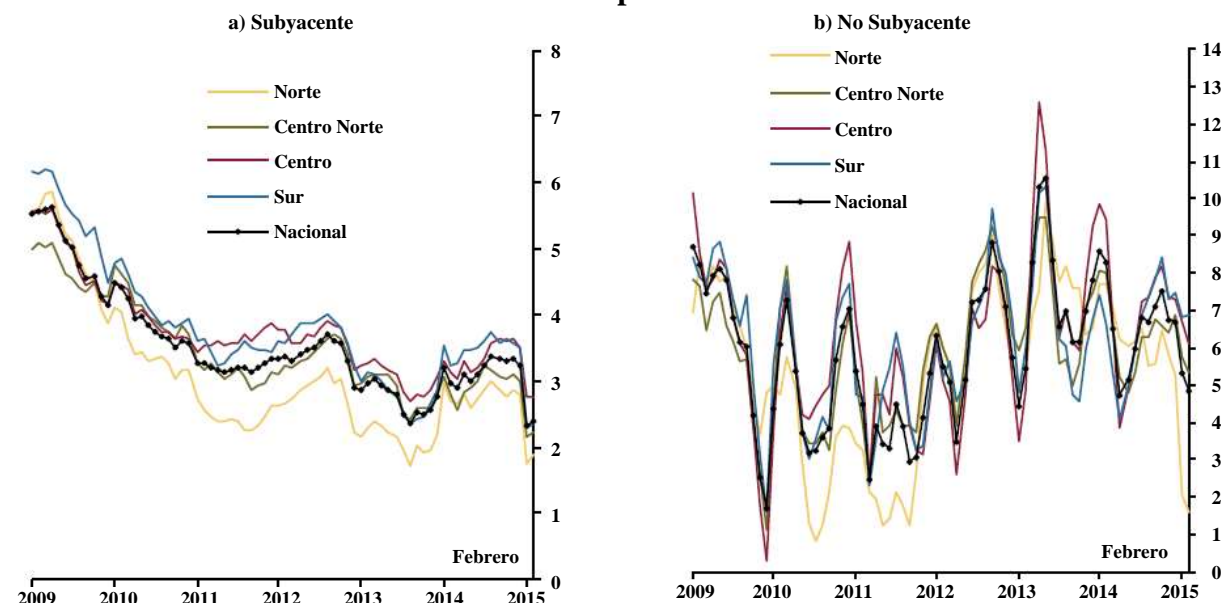 a) Subyacente
8
7
6
5
4
3
2
1
0
Norte
Centro Norte
Centro
Sur
Nacional
Febrero
2009 2010 2011 2012 2013 2014 2015
b) No Subyacente
14
13
12
11
10
9
8
7
6
5
4
3
2
1
0
Norte
Centro Norte
Centro
Sur
Nacional
Febrero
2009 2010 2011 2012 2013 2014 2015